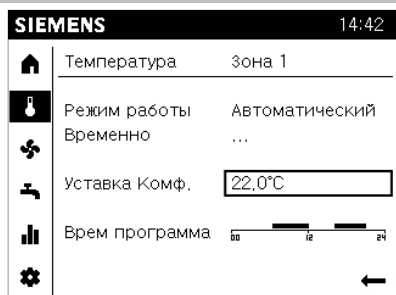 SIEMENS 14:42
Температура Зона 1
Режим работы Автоматический
Временно ...
Уставка Комф. 22,0°C
Врем программа 00 12 24